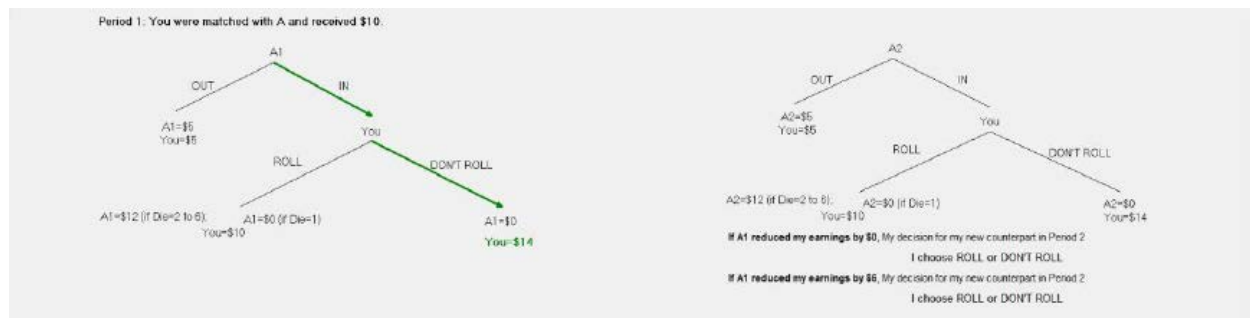 Period 1: You were matched with A and received $10.
A1
OUT
IN
A1=$5
You=$5
You
ROLL
DON'T ROLL
A1=$12 (if Die=2 to 6);
A1=$0 (if Die=1)
You=$10
A1=$0
You=$14
A2
OUT
IN
A2=$5
You=$5
You
ROLL
DON'T ROLL
A2=$12 (if Die=2 to 6);
A2=$0 (if Die=1)
You=$10
A2=$0
You=$14
If A1 reduced my earnings by $0, My decision for my new counterpart in Period 2
I choose ROLL or DON'T ROLL
If A1 reduced my earnings by $6, My decision for my new counterpart in Period 2
I choose ROLL or DON'T ROLL